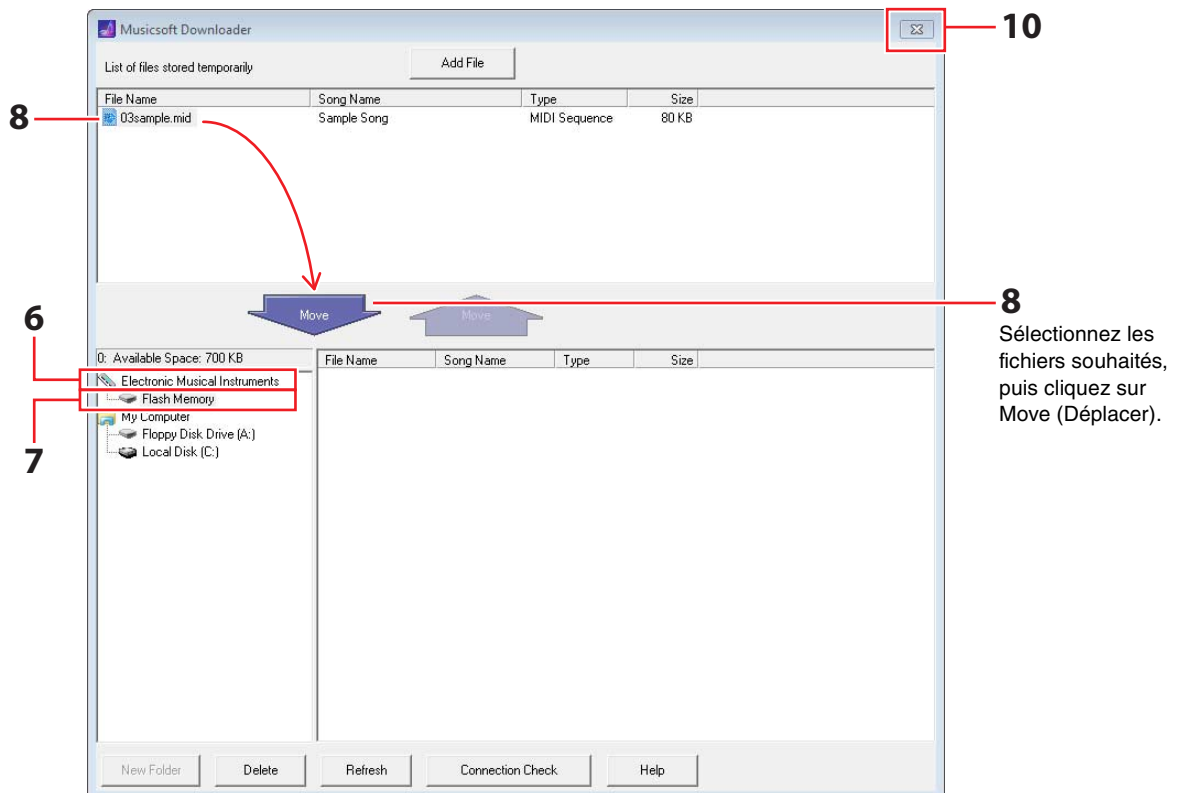 Musicsoft Downloader
10
List of files stored temporarily
Add File
File Name Song Name Type Size
8
03sample.mid Sample Song MIDI Sequence 80 KB
Move
Move
8
Sélectionnez les
fichiers souhaités,
puis cliquez sur
Move (Déplacer).
6
0: Available Space: 700 KB
File Name Song Name Type Size
Electronic Musical Instruments
Flash Memory
My Computer
Floppy Disk Drive (A:)
Local Disk (C:)
7
New Folder Delete Refresh Connection Check Help